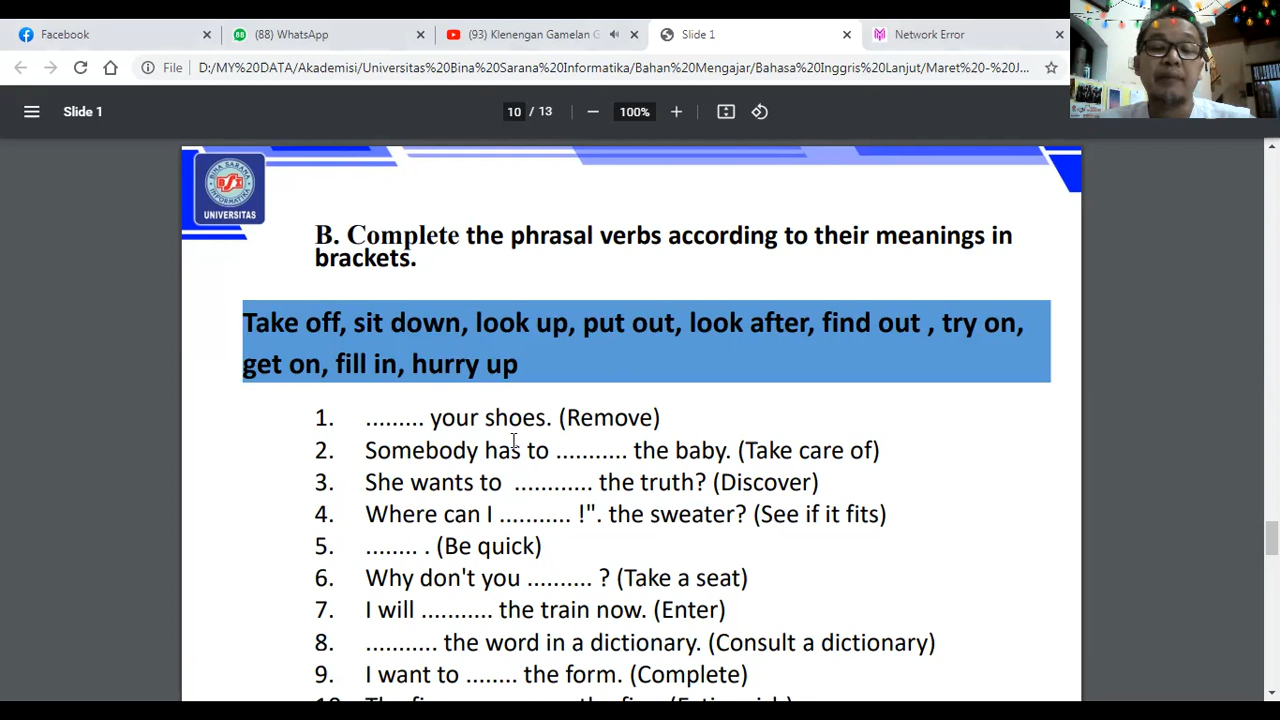 Facebook
(88) WhatsApp
(93) Klenengan Gamelan G
Slide 1
Network Error
File
D:/MY%20DATA/Akademisi/Universitas%20Bina%20Sarana%20Informatika/Bahan%20Mengajar/Bahasa%20Inggris%20Lanjut/Maret%20-%20J...
Slide 1
10 / 13
100%
BINA SARANA
BSI
INFORMATIKA
UNIVERSITAS
B. Complete the phrasal verbs according to their meanings in
brackets.
Take off, sit down, look up, put out, look after, find out , try on,
get on, fill in, hurry up
1. ......... your shoes. (Remove)
2. Somebody has to ........... the baby. (Take care of)
3. She wants to ............ the truth? (Discover)
4. Where can I ........... !". the sweater? (See if it fits)
5. ........ . (Be quick)
6. Why don't you .......... ? (Take a seat)
7. I will ........... the train now. (Enter)
8. ........... the word in a dictionary. (Consult a dictionary)
9. I want to ........ the form. (Complete)